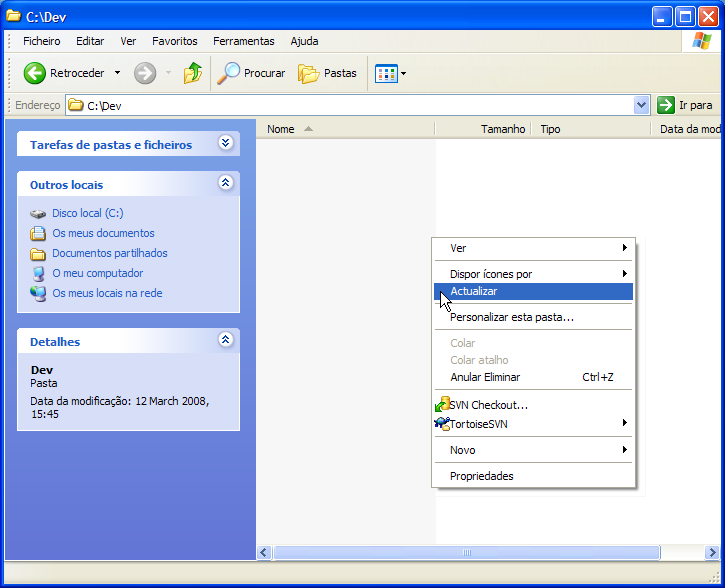 C:\Dev
Ficheiro Editar Ver Favoritos Ferramentas Ajuda
Retroceder Procurar Pastas
Endereço C:\Dev Ir para
Nome Tamanho Tipo Data da mod
Tarefas de pastas e ficheiros
Outros locais
Disco local (C:)
Os meus documentos
Documentos partilhados
O meu computador
Os meus locais na rede
Detalhes
Dev
Pasta
Data da modificação: 12 March 2008,
15:45
Ver
Dispor ícones por
Actualizar
Personalizar esta pasta...
Colar
Colar atalho
Anular Eliminar Ctrl+Z
SVN Checkout...
TortoiseSVN
Novo
Propriedades